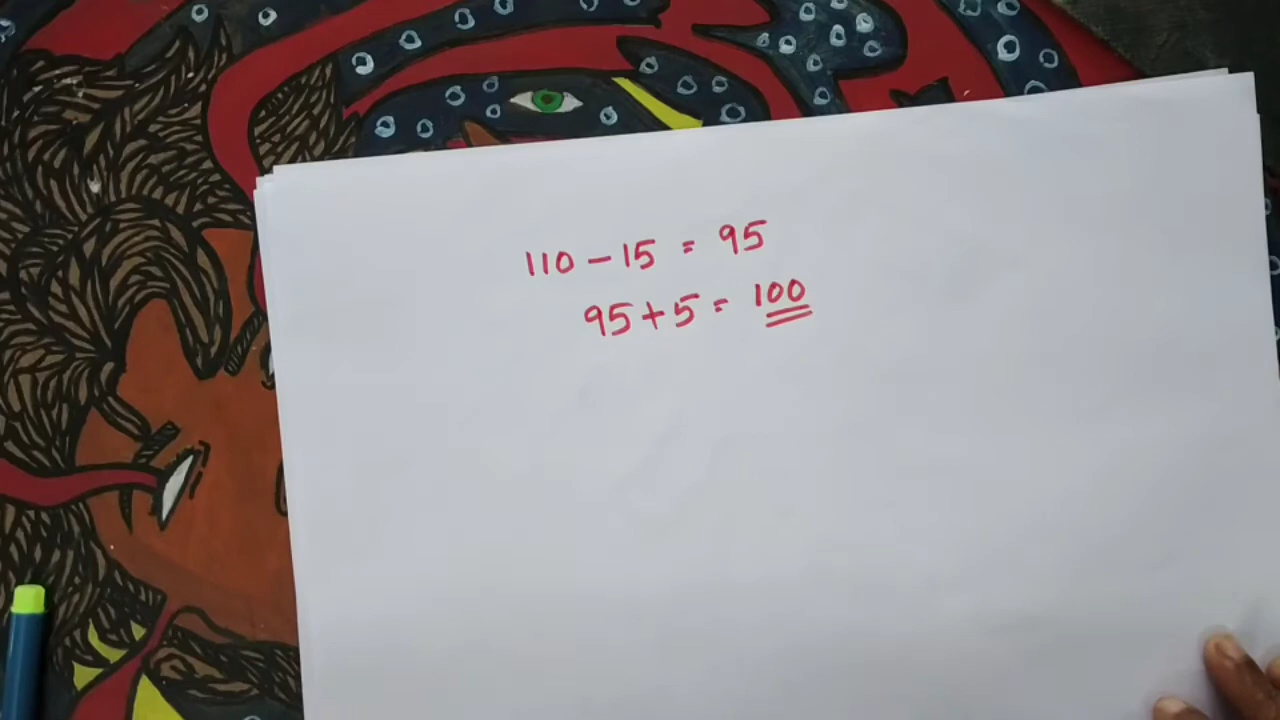 110 - 15 = 95
95 + 5 = 100